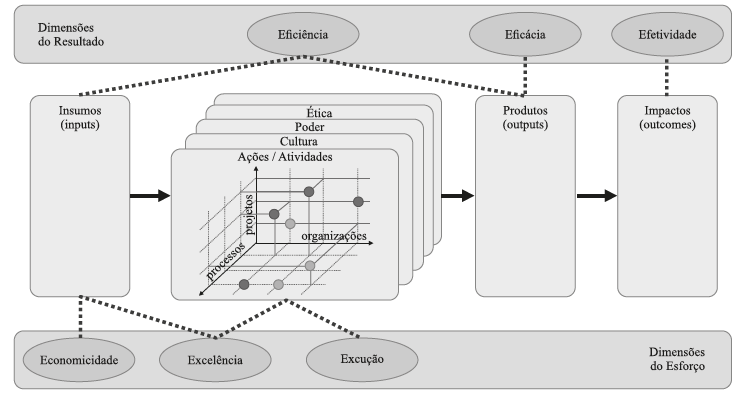 Dimensões
do Resultado
Eficiência
Eficácia
Efetividade
Insumos
(inputs)
Ética
Poder
Cultura
Ações / Atividades
projetos
organizações
processos
Produtos
(outputs)
Impactos
(outcomes)
Economicidade
Excelência
Excução
Dimensões
do Esforço